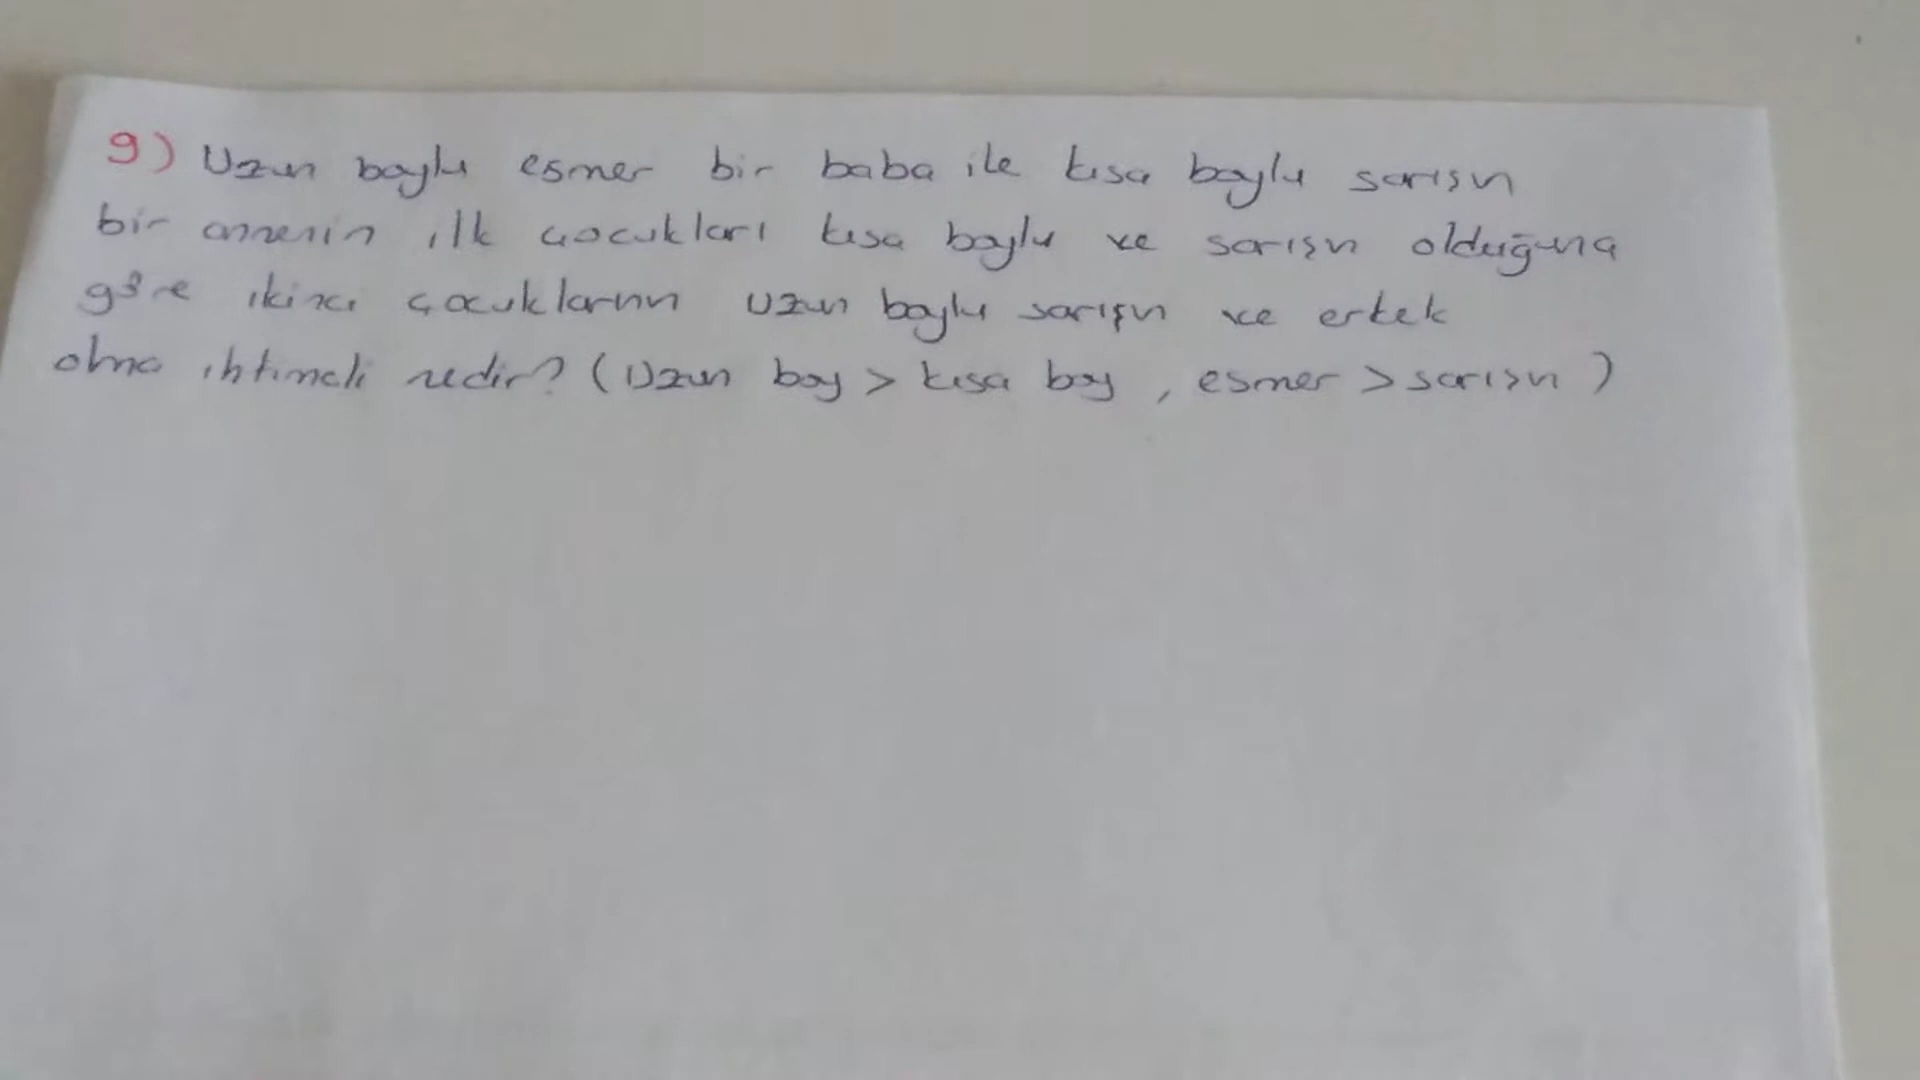 9) Uzun boylu esmer bir baba ile kısa boylu sarışın
bir annenin ilk çocukları kısa boylu ve sarışın olduğuna
göre ikinci çocuklarının uzun boylu sarışın ve erkek
olma ihtimali nedir? (Uzun boy > kısa boy, esmer > sarışın)